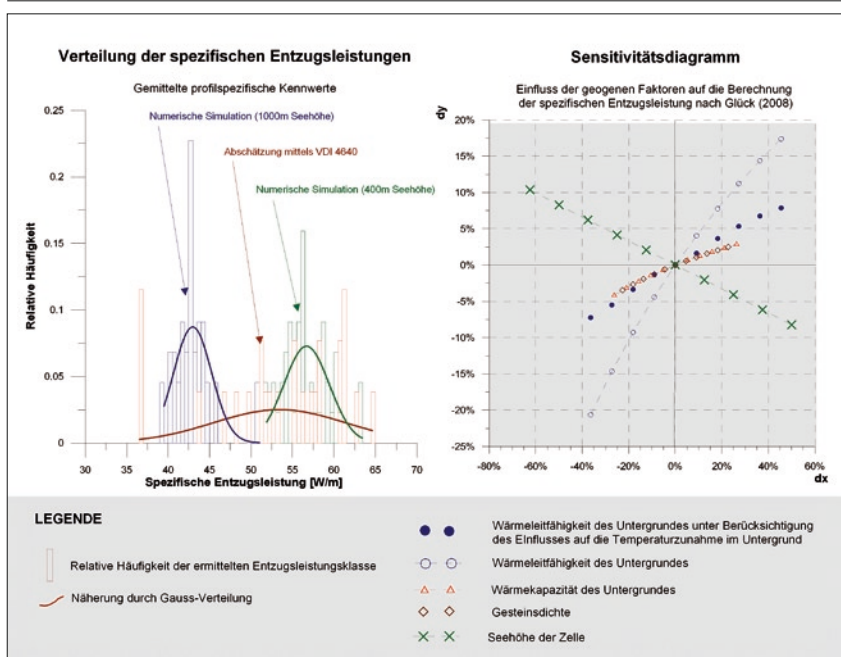 Verteilung der spezifischen Entzugsleistungen
Gemittelte profilspezifische Kennwerte
Numerische Simulation (1000m Seehöhe)
Abschätzung mittels VDI 4640
Numerische Simulation (400m Seehöhe)
Relative Häufigkeit
0.25
0.2
0.15
0.1
0.05
0
30 35 40 45 50 55 60 65 70
Spezifische Entzugsleistung [W/m]
Sensitivitätsdiagramm
Einfluss der geogenen Faktoren auf die Berechnung
der spezifischen Entzugsleistung nach Glück (2008)
dy
20%
15%
10%
5%
0%
-5%
-10%
-15%
-20%
-25%
-80% -60% -40% -20% 0% 20% 40% 60%
dx
LEGENDE
Relative Häufigkeit der ermittelten Entzugsleistungsklasse
Näherung durch Gauss-Verteilung
Wärmeleitfähigkeit des Untergrundes unter Berücksichtigung
des EInflusses auf die Temperaturzunahme im Untergrund
Wärmeleitfähigkeit des Untergrundes
Wärmekapazität des Untergrundes
Gesteinsdichte
Seehöhe der Zelle